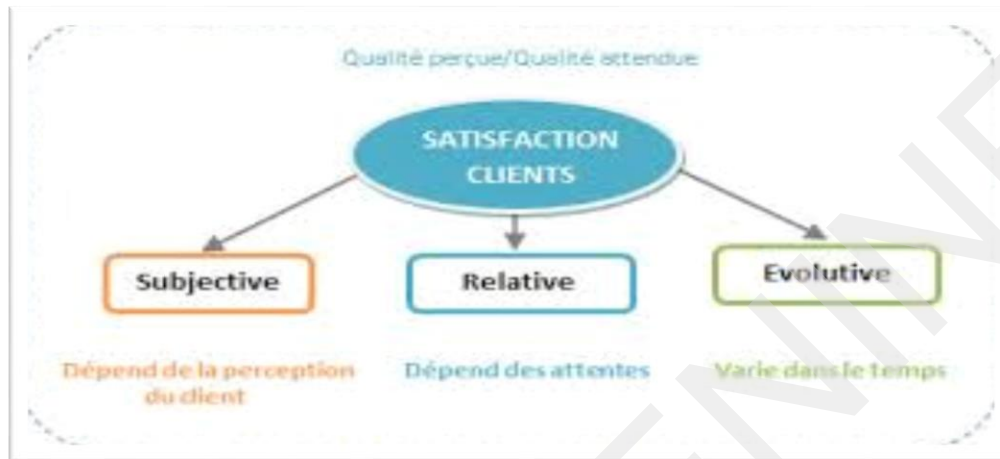 Qualité perçue/Qualité attendue
SATISFACTION
CLIENTS
Subjective
Relative
Evolutive
Dépend de la perception
du client
Dépend des attentes
Varie dans le temps